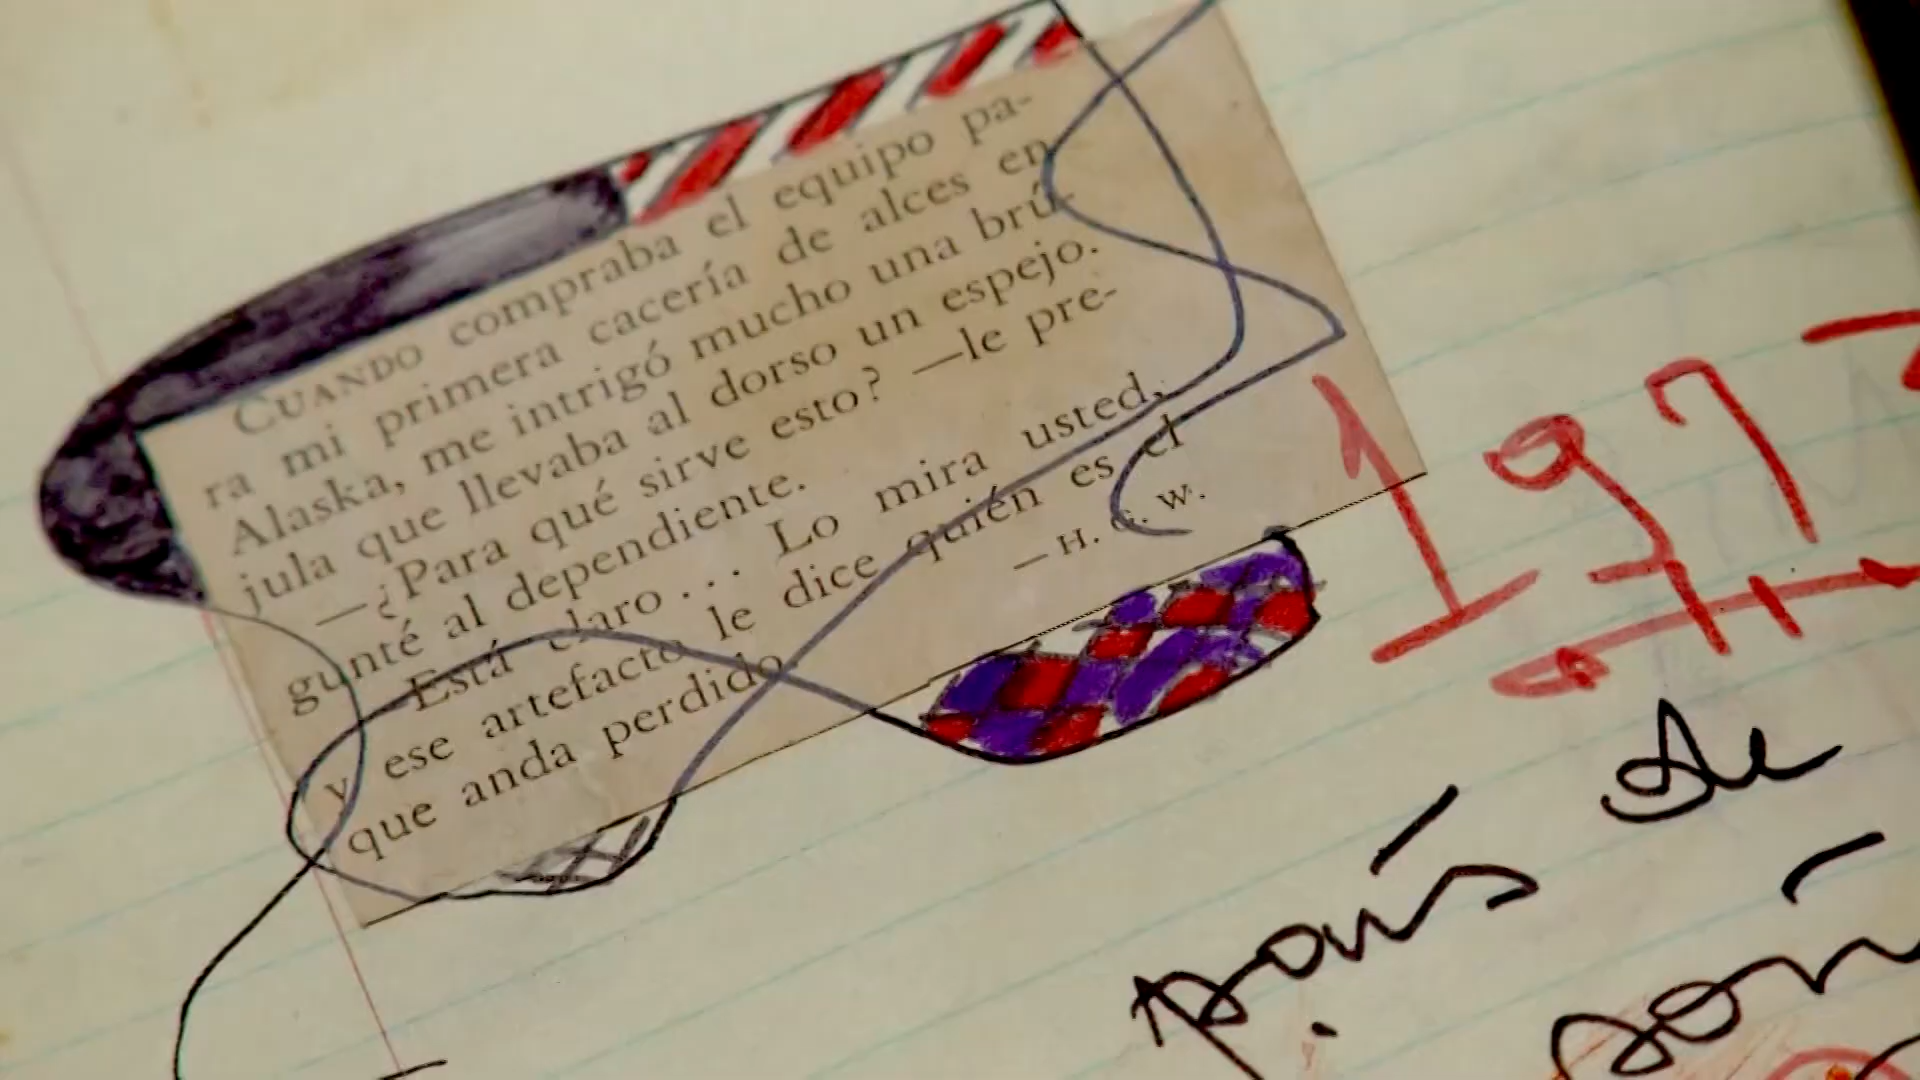 CUANDO compraba el equipo pa-
ra mi primera cacería de alces en
Alaska, me intrigó mucho una brú-
jula que llevaba al dorso un espejo.
—¿Para qué sirve esto? —le pre-
gunté al dependiente.
—Está claro... Lo mira usted,
y ese artefacto le dice quién es el
que anda perdido.
—H. G. W.
197
de
país